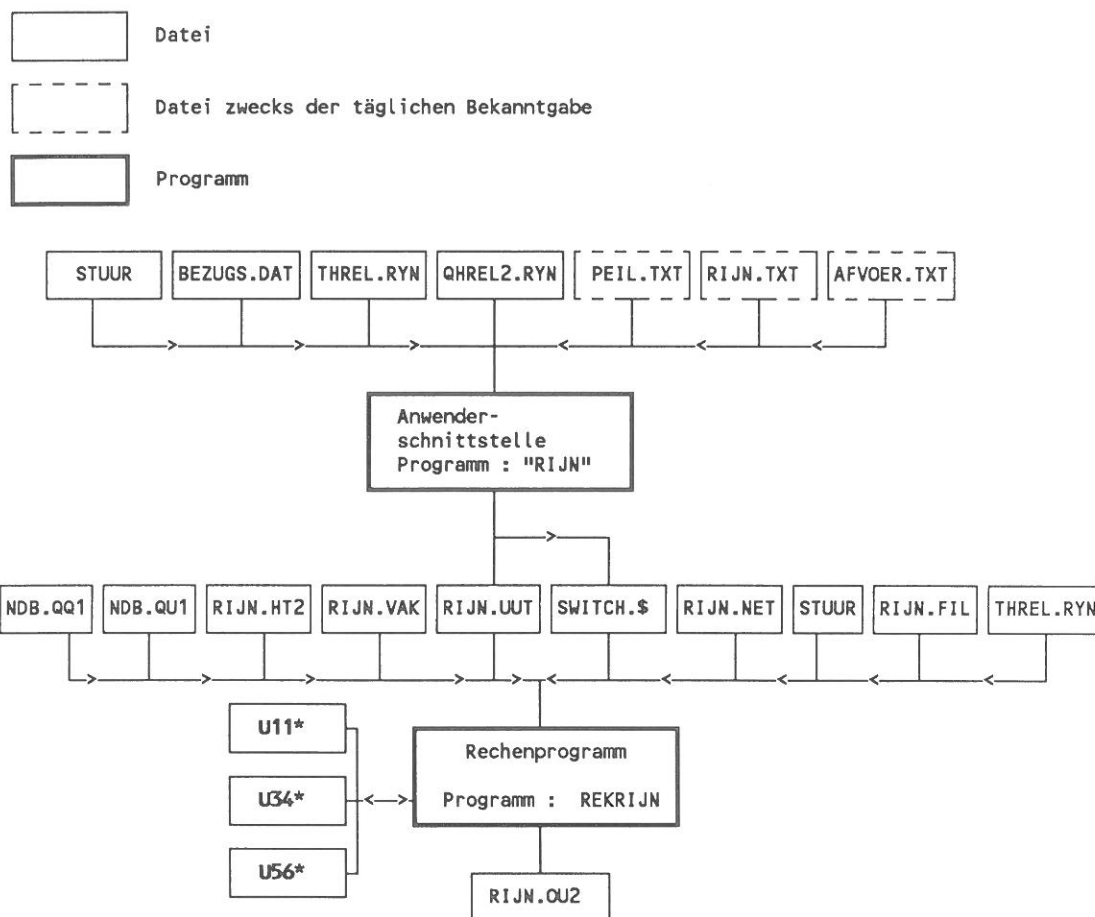 Datei
Datei zwecks der täglichen Bekanntgabe
Programm
STUUR BEZUGS.DAT THREL.RYN QHREL2.RYN PEIL.TXT RIJN.TXT AFVOER.TXT
Anwender-
schnittstelle
Programm : "RIJN"
NDB.QQ1 NDB.QU1 RIJN.HT2 RIJN.VAK RIJN.UUT SWITCH.$ RIJN.NET STUUR RIJN.FIL THREL.RYN
U11*
Rechenprogramm
U34*
Programm : REKRIJN
U56*
RIJN.OU2